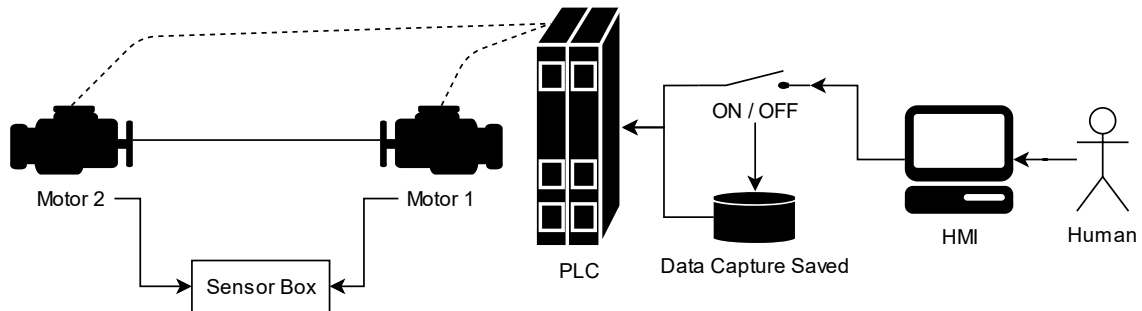 ON / OFF
Motor 2
Motor 1
HMI
Human
PLC
Data Capture Saved
Sensor Box